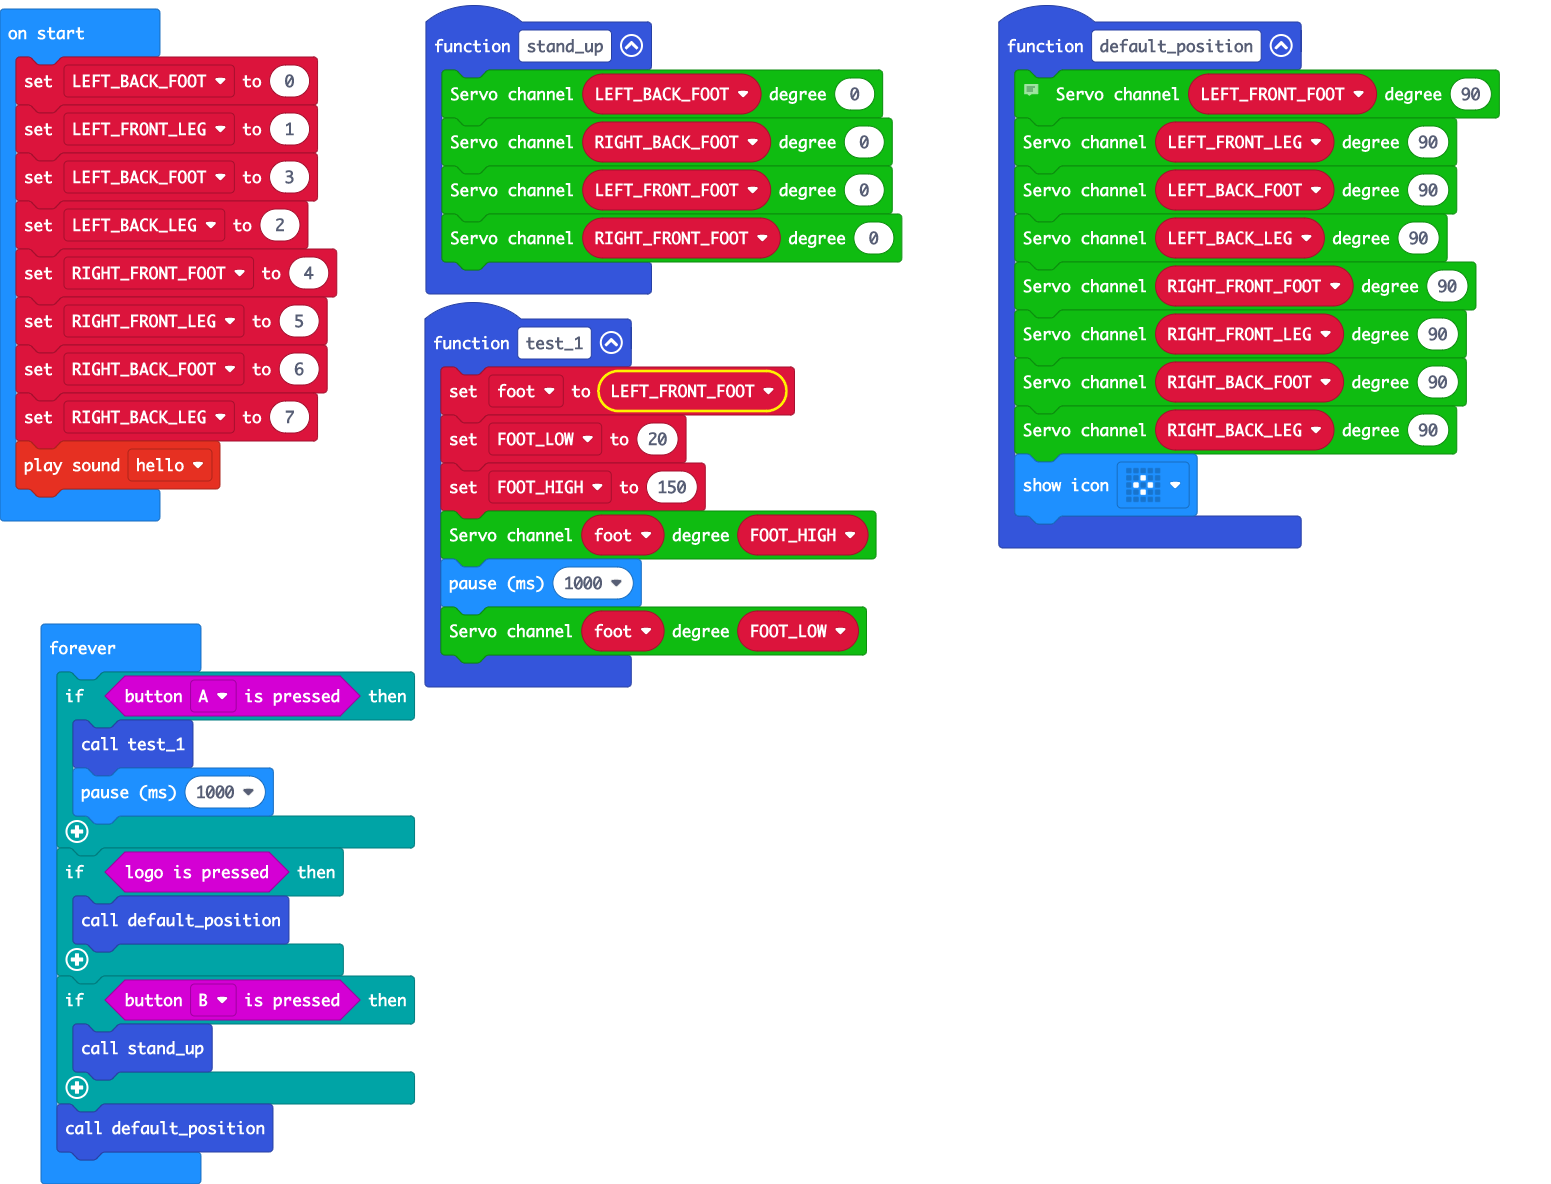 on start
set LEFT_BACK_FOOT to 0
set LEFT_FRONT_LEG to 1
set LEFT_BACK_FOOT to 3
set LEFT_BACK_LEG to 2
set RIGHT_FRONT_FOOT to 4
set RIGHT_FRONT_LEG to 5
set RIGHT_BACK_FOOT to 6
set RIGHT_BACK_LEG to 7
play sound hello
function stand_up
Servo channel LEFT_BACK_FOOT degree 0
Servo channel RIGHT_BACK_FOOT degree 0
Servo channel LEFT_FRONT_FOOT degree 0
Servo channel RIGHT_FRONT_FOOT degree 0
function test_1
set foot to LEFT_FRONT_FOOT
set FOOT_LOW to 20
set FOOT_HIGH to 150
Servo channel foot degree FOOT_HIGH
pause (ms) 1000
Servo channel foot degree FOOT_LOW
function default_position
Servo channel LEFT_FRONT_FOOT degree 90
Servo channel LEFT_FRONT_LEG degree 90
Servo channel LEFT_BACK_FOOT degree 90
Servo channel LEFT_BACK_LEG degree 90
Servo channel RIGHT_FRONT_FOOT degree 90
Servo channel RIGHT_FRONT_LEG degree 90
Servo channel RIGHT_BACK_FOOT degree 90
Servo channel RIGHT_BACK_LEG degree 90
show icon
forever
if button A is pressed then
call test_1
pause (ms) 1000
if logo is pressed then
call default_position
if button B is pressed then
call stand_up
call default_position